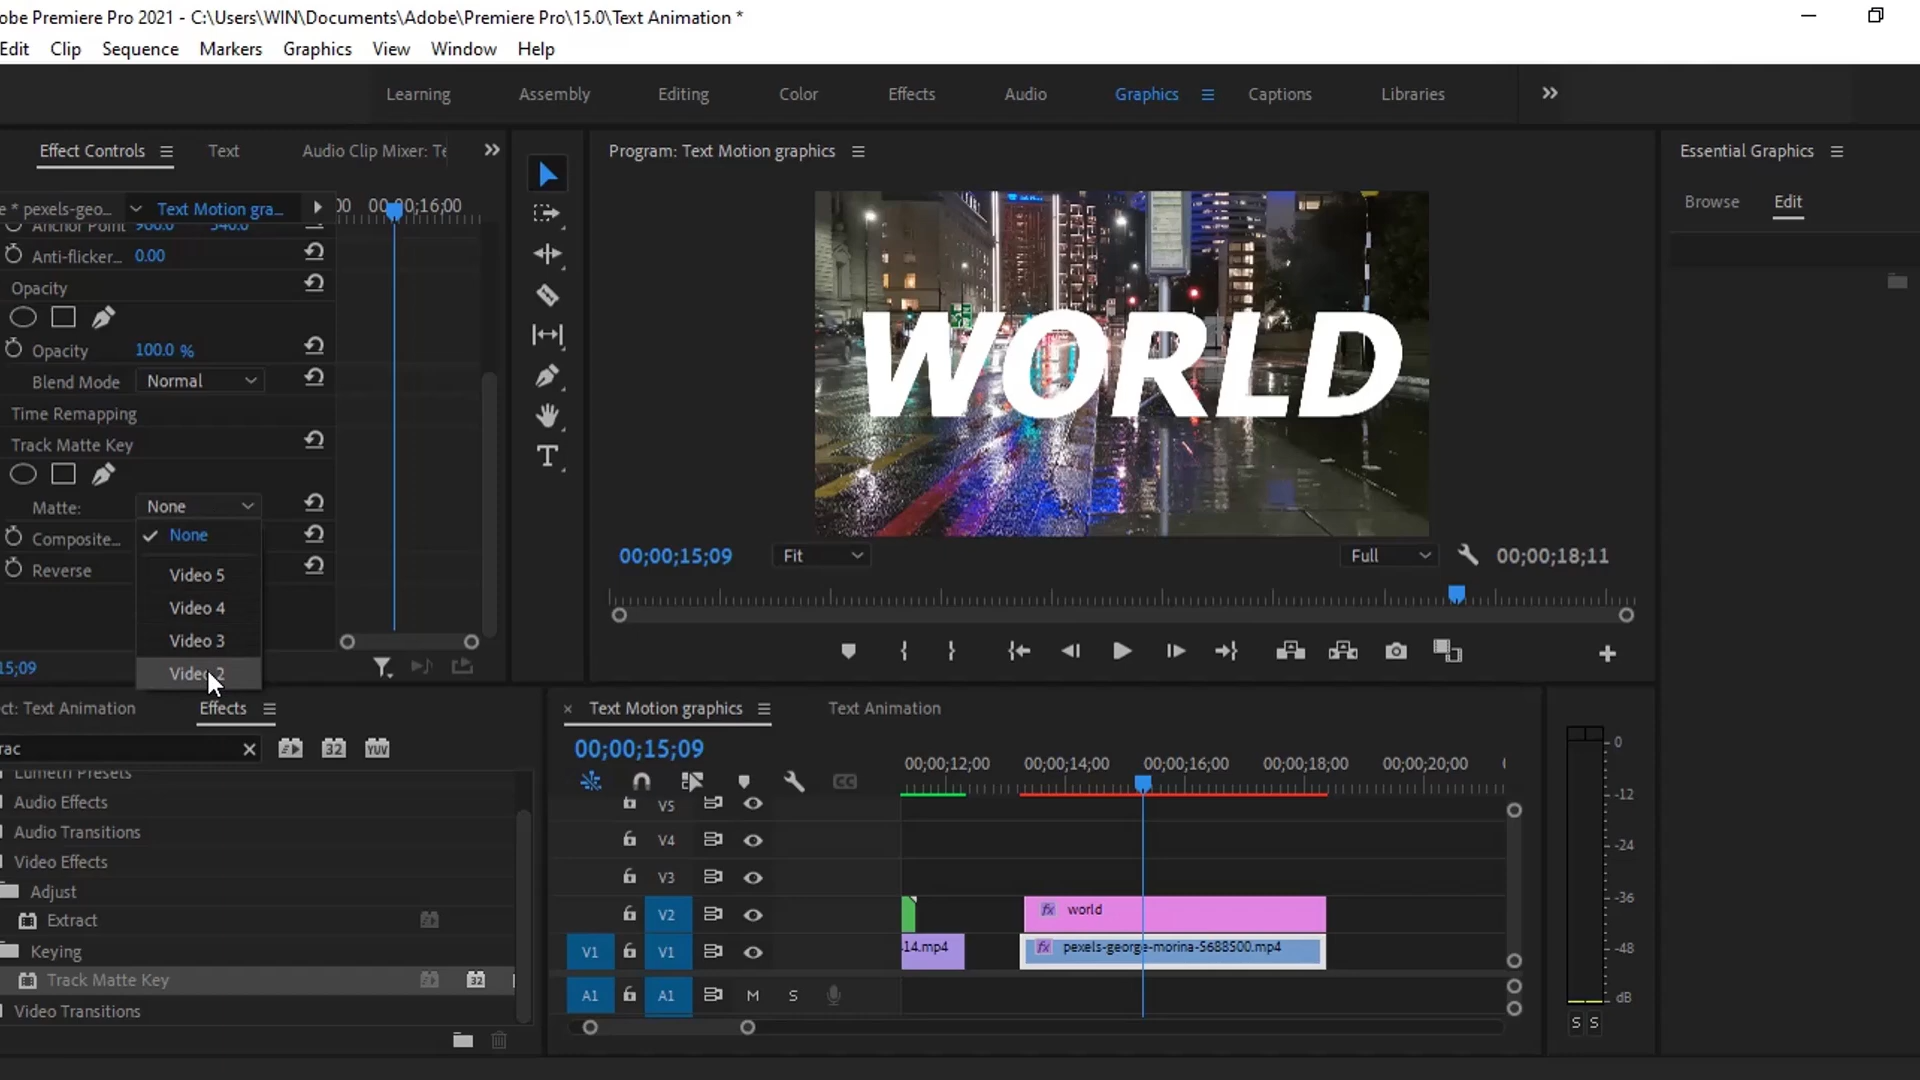 obe Premiere Pro 2021 - C:\Users\WIN\Documents\Adobe\Premiere Pro\15.0\Text Animation *
Edit Clip Sequence Markers Graphics View Window Help
Learning Assembly Editing Color Effects Audio Graphics Captions Libraries
Effect Controls Text Audio Clip Mixer: Te
Program: Text Motion graphics
Essential Graphics
Browse Edit
e * pexels-geo... Text Motion gra... 00 00;00;16;00
Anchor Point 960.0 540.0
Anti-flicker... 0.00
Opacity
Opacity 100.0 %
Blend Mode Normal
Time Remapping
Track Matte Key
Matte: None
Composite... None
Reverse Video 5
Video 4
Video 3
Video 2
15;09
WORLD
00;00;15;09 Fit Full 00;00;18;11
ct: Text Animation Effects
rac
32 YUV
Lumetri Presets
Audio Effects
Audio Transitions
Video Effects
Adjust
Extract
Keying
Track Matte Key 32
Video Transitions
× Text Motion graphics Text Animation
00;00;15;09
00;00;12;00 00;00;14;00 00;00;16;00 00;00;18;00 00;00;20;00
CC
V5
V4
V3
V2 fx world
V1 V1 14.mp4 fx pexels-george-morina-5688500.mp4
A1 A1 M S
0
-12
-24
-36
-48
dB
S S